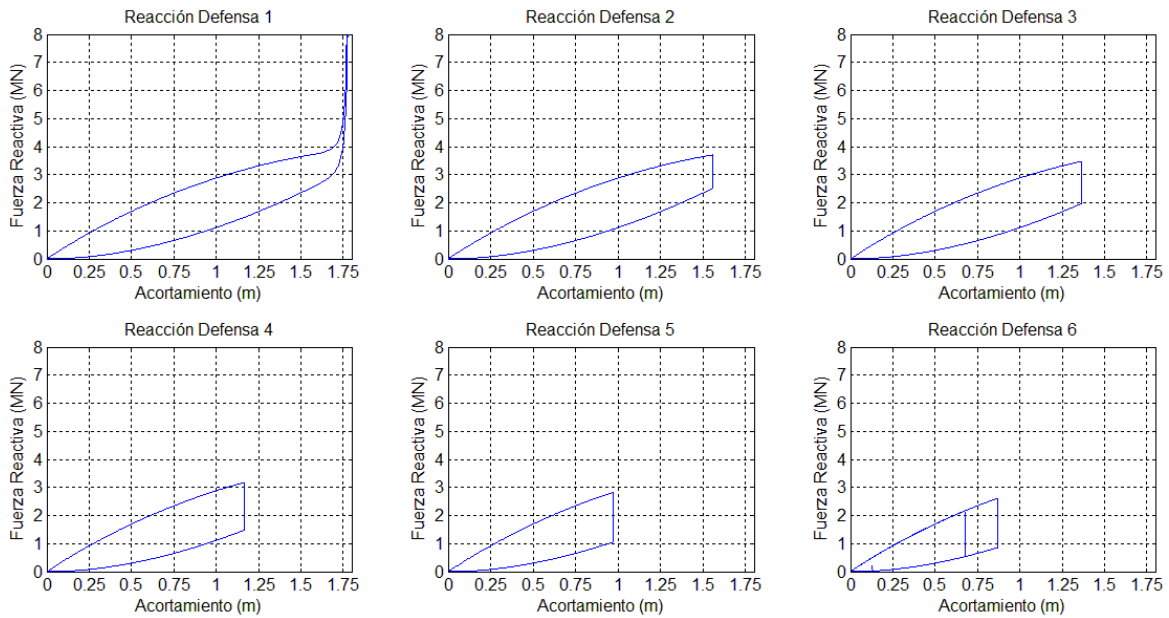 Reacción Defensa 1
Reacción Defensa 2
Reacción Defensa 3
8
7
6
5
4
3
2
1
0
Fuerza Reactiva (MN)
0 0.25 0.5 0.75 1 1.25 1.5 1.75
Acortamiento (m)
8
7
6
5
4
3
2
1
0
Fuerza Reactiva (MN)
0 0.25 0.5 0.75 1 1.25 1.5 1.75
Acortamiento (m)
8
7
6
5
4
3
2
1
0
Fuerza Reactiva (MN)
0 0.25 0.5 0.75 1 1.25 1.5 1.75
Acortamiento (m)
Reacción Defensa 4
Reacción Defensa 5
Reacción Defensa 6
8
7
6
5
4
3
2
1
0
Fuerza Reactiva (MN)
0 0.25 0.5 0.75 1 1.25 1.5 1.75
Acortamiento (m)
8
7
6
5
4
3
2
1
0
Fuerza Reactiva (MN)
0 0.25 0.5 0.75 1 1.25 1.5 1.75
Acortamiento (m)
8
7
6
5
4
3
2
1
0
Fuerza Reactiva (MN)
0 0.25 0.5 0.75 1 1.25 1.5 1.75
Acortamiento (m)